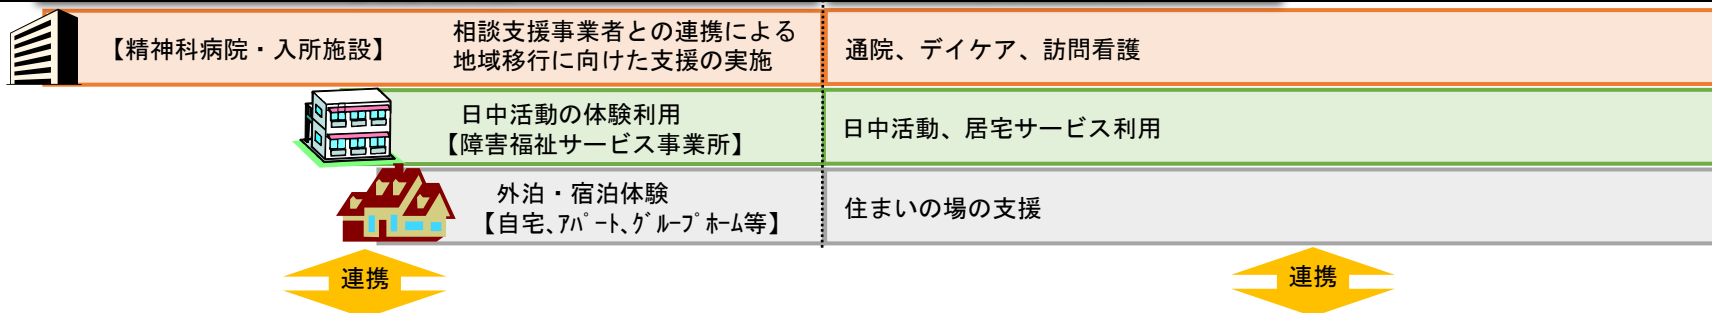 【精神科病院・入所施設】
相談支援事業者との連携による
地域移行に向けた支援の実施
通院、デイケア、訪問看護
日中活動の体験利用
【障害福祉サービス事業所】
日中活動、居宅サービス利用
外泊・宿泊体験
【自宅、ｱﾊﾟｰﾄ、ｸﾞﾙｰﾌﾟﾎｰﾑ等】
住まいの場の支援
連携
連携